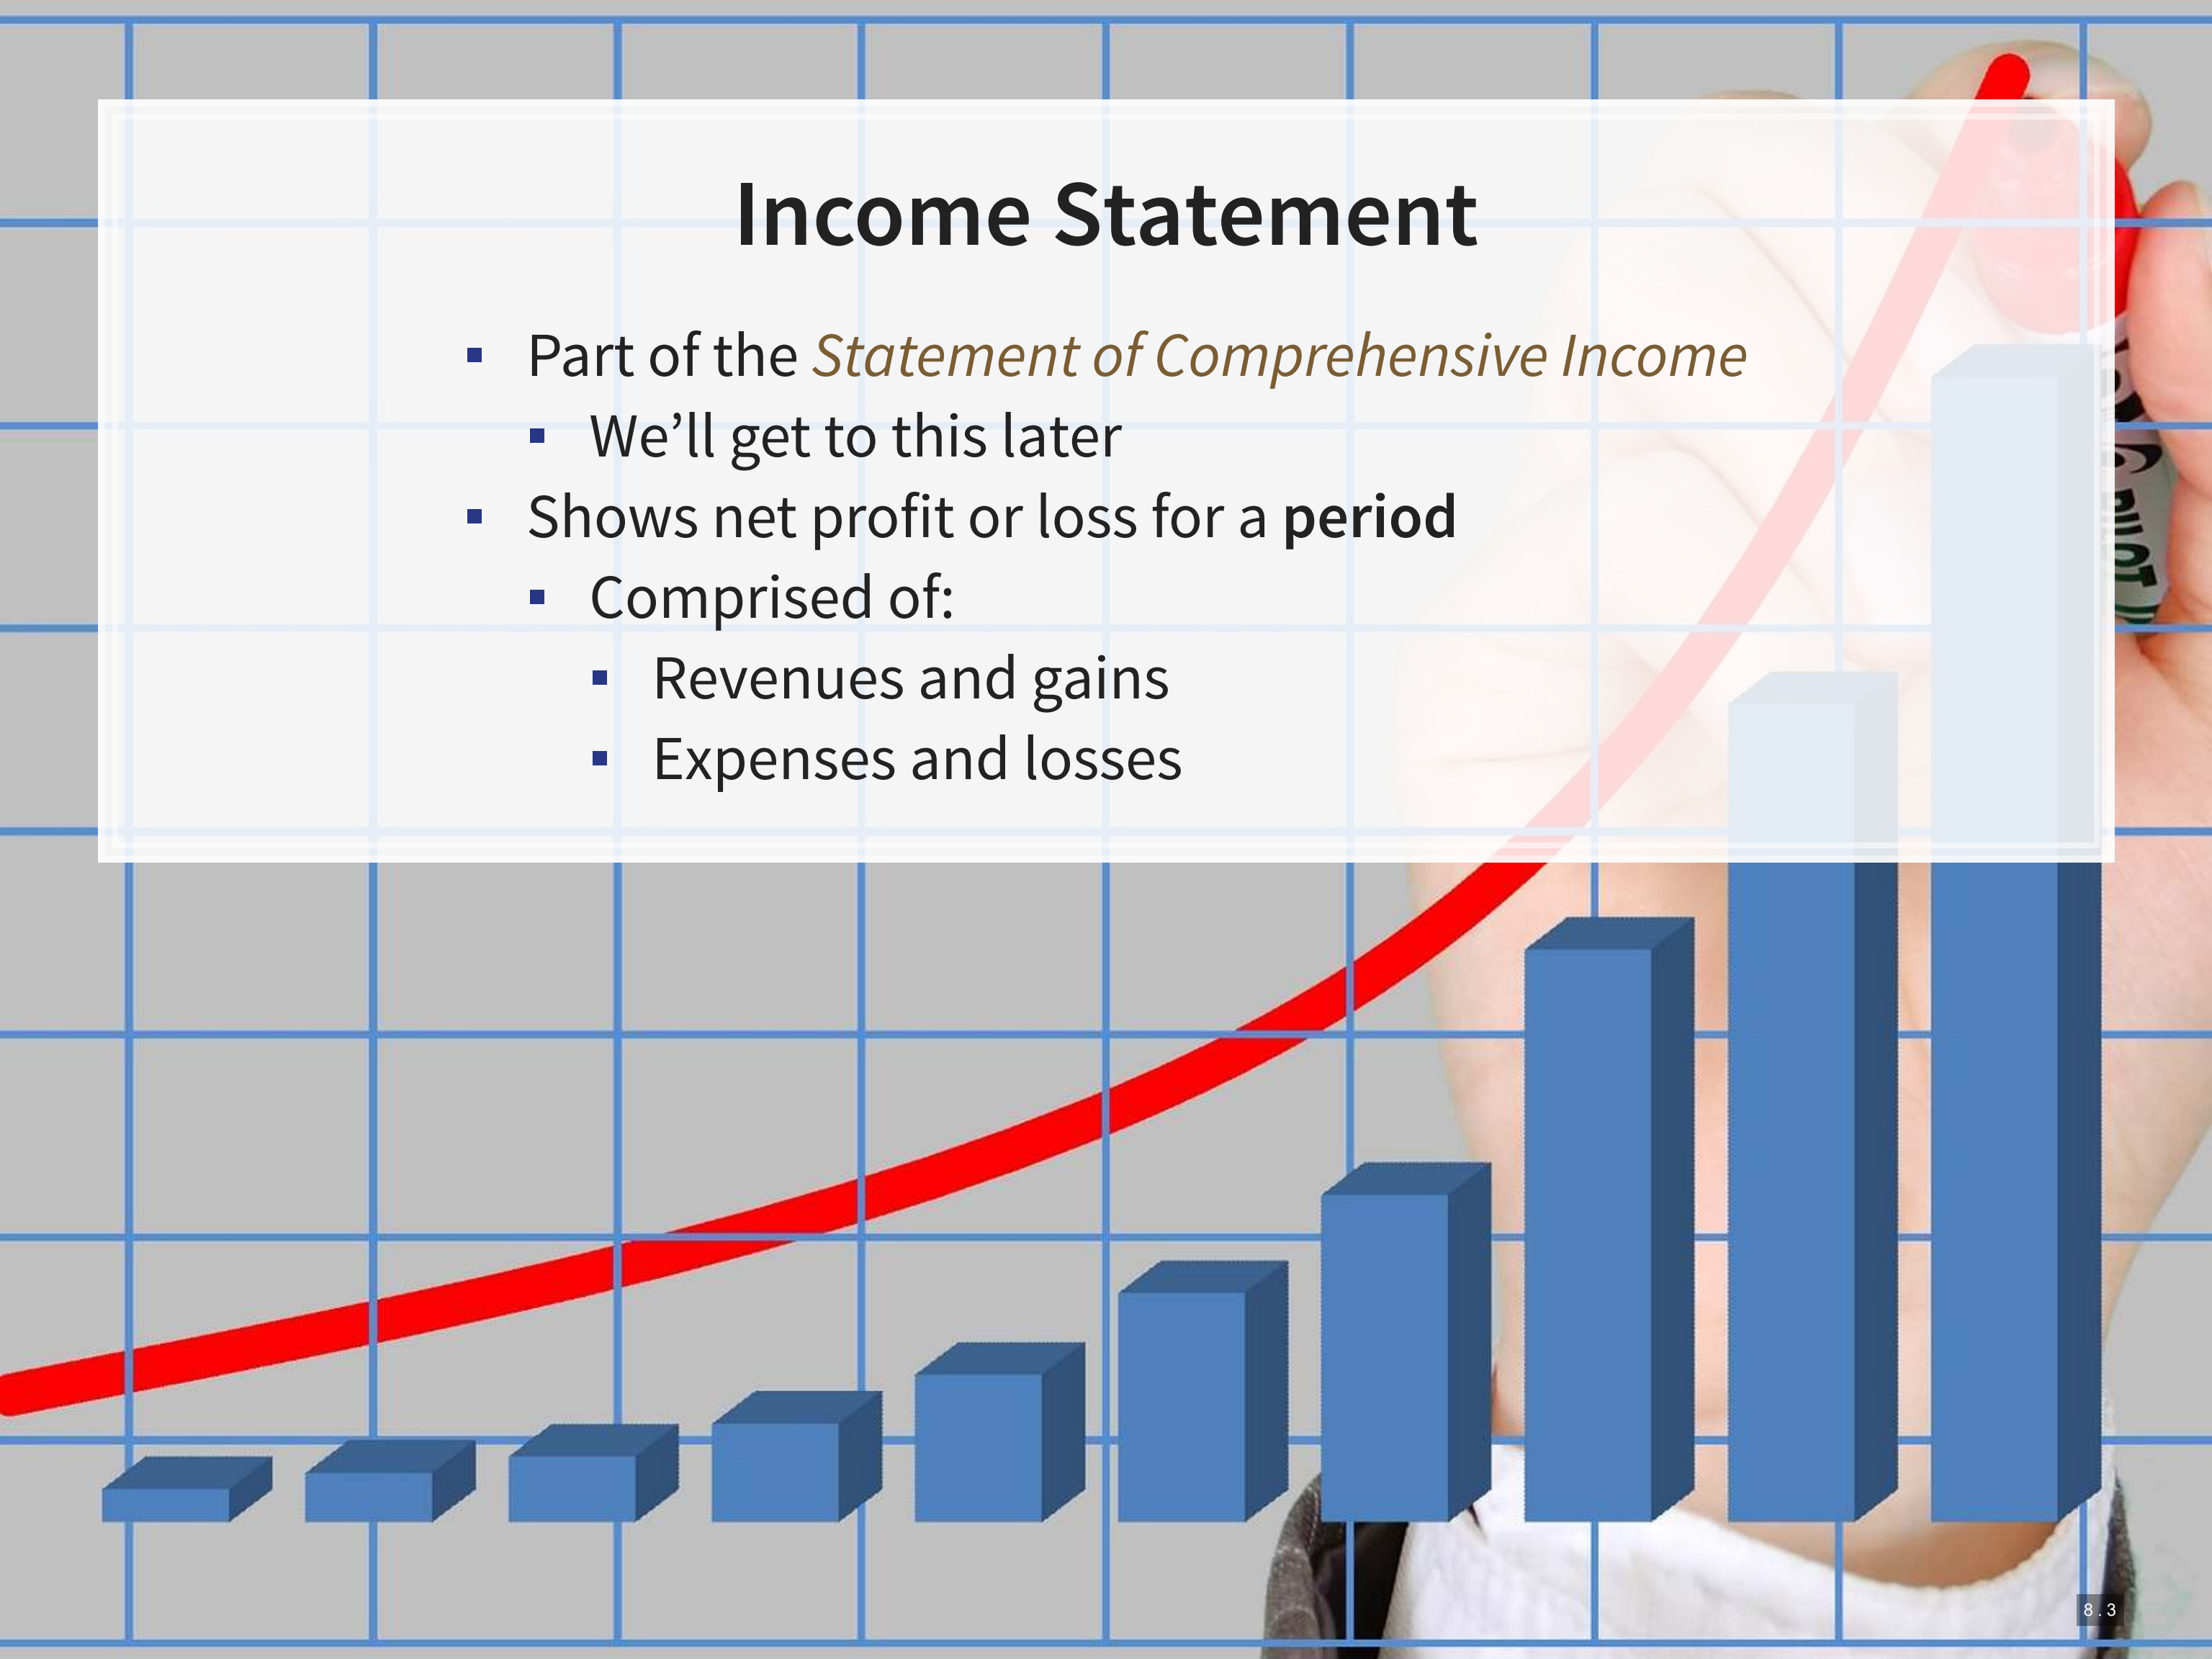 Income Statement
Part of the Statement of Comprehensive Income
We’ll get to this later
Shows net profit or loss for a period
Comprised of:
Revenues and gains
Expenses and losses
8 . 3